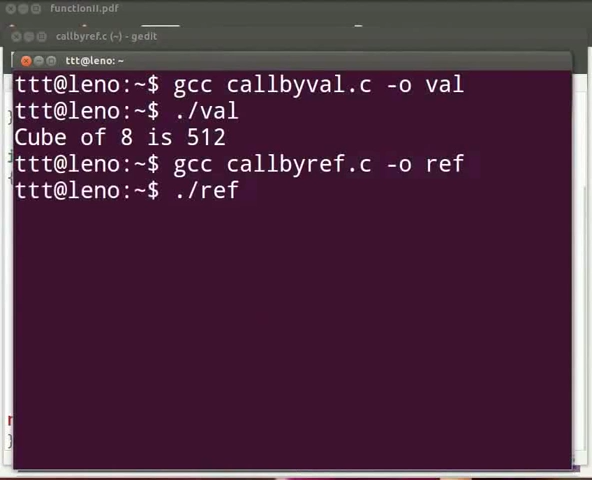 functionII.pdf
callbyref.c (~) - gedit
ttt@leno: ~
ttt@leno:~$ gcc callbyval.c -o val
ttt@leno:~$ ./val
Cube of 8 is 512
ttt@leno:~$ gcc callbyref.c -o ref
ttt@leno:~$ ./ref
}
{
}